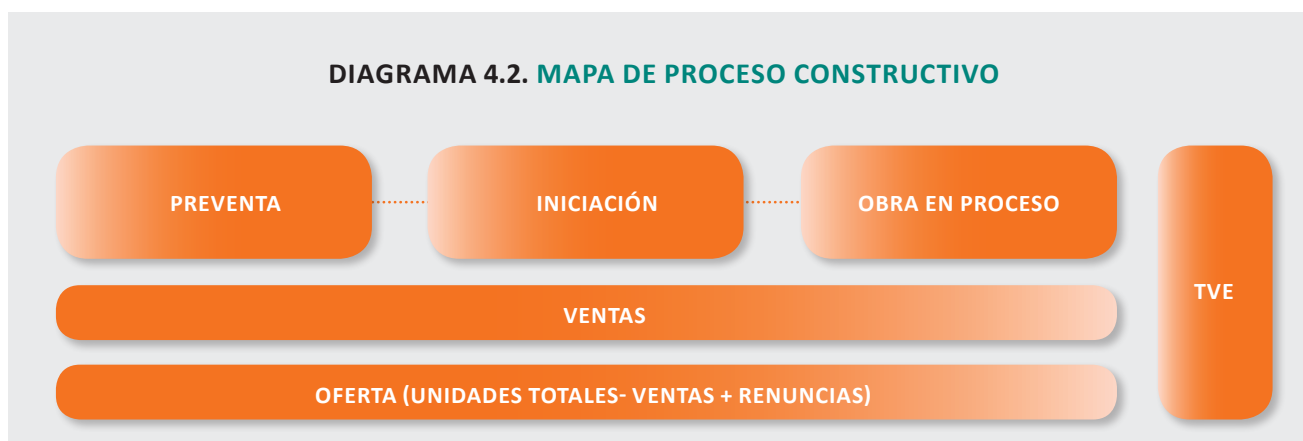 DIAGRAMA 4.2. MAPA DE PROCESO CONSTRUCTIVO
PREVENTA
INICIACIÓN
OBRA EN PROCESO
TVE
VENTAS
OFERTA (UNIDADES TOTALES- VENTAS + RENUNCIAS)